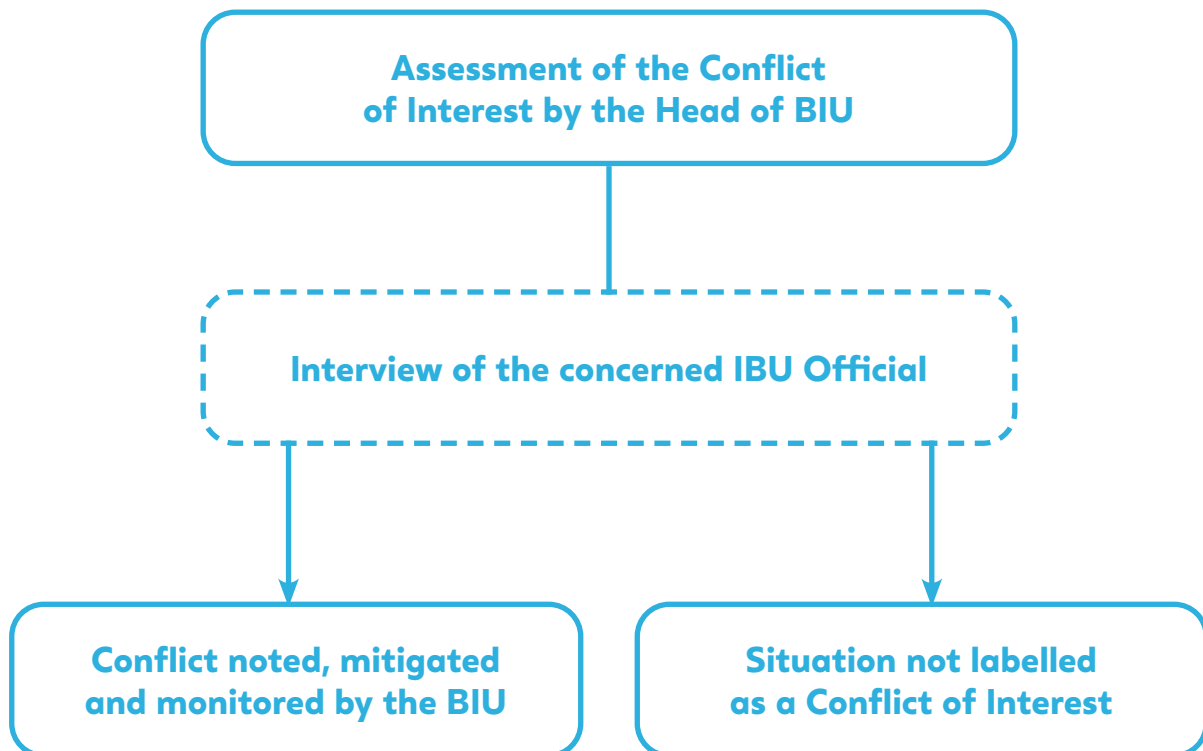 Assessment of the Conflict
of Interest by the Head of BIU
Interview of the concerned IBU Official
Conflict noted, mitigated
and monitored by the BIU
Situation not labelled
as a Conflict of Interest